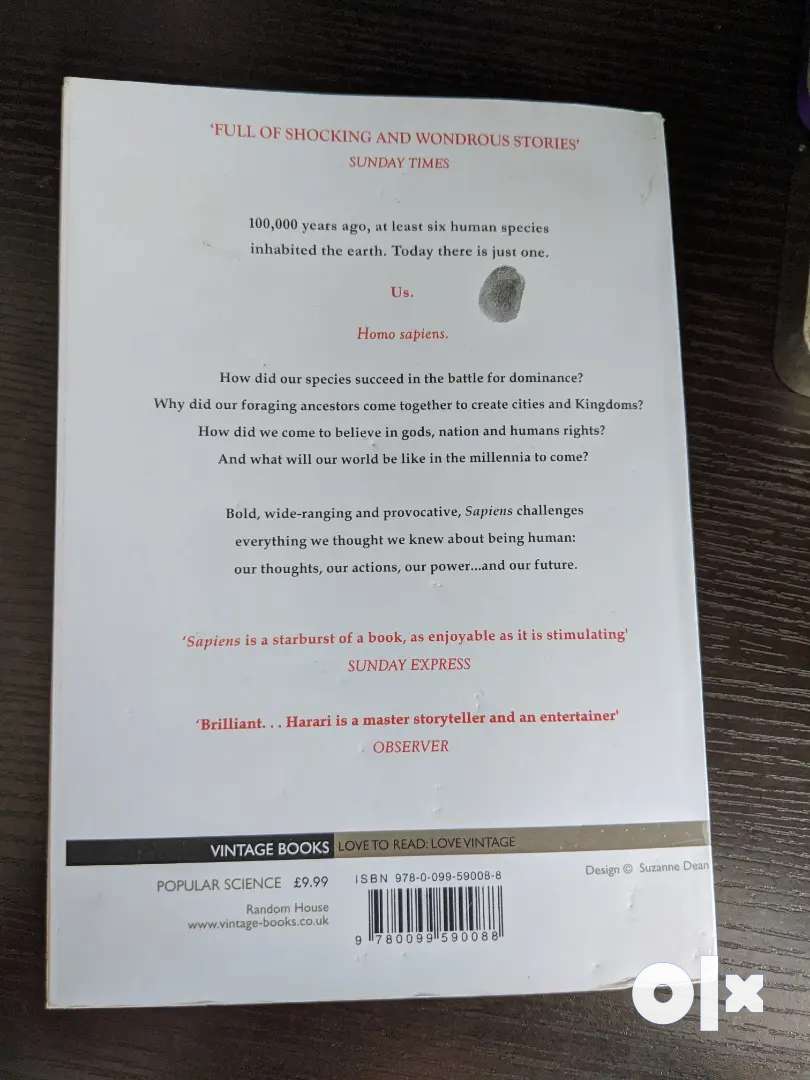 ‘FULL OF SHOCKING AND WONDROUS STORIES’
SUNDAY TIMES
100,000 years ago, at least six human species
inhabited the earth. Today there is just one.
Us.
Homo sapiens.
How did our species succeed in the battle for dominance?
Why did our foraging ancestors come together to create cities and Kingdoms?
How did we come to believe in gods, nation and humans rights?
And what will our world be like in the millennia to come?
Bold, wide-ranging and provocative, Sapiens challenges
everything we thought we knew about being human:
our thoughts, our actions, our power...and our future.
‘Sapiens is a starburst of a book, as enjoyable as it is stimulating'
SUNDAY EXPRESS
‘Brilliant. . . Harari is a master storyteller and an entertainer'
OBSERVER
VINTAGE BOOKS LOVE TO READ: LOVE VINTAGE
POPULAR SCIENCE £9.99
Random House
www.vintage-books.co.uk
ISBN 978-0-099-59008-8
9 780099 590088
Design © Suzanne Dean
olx